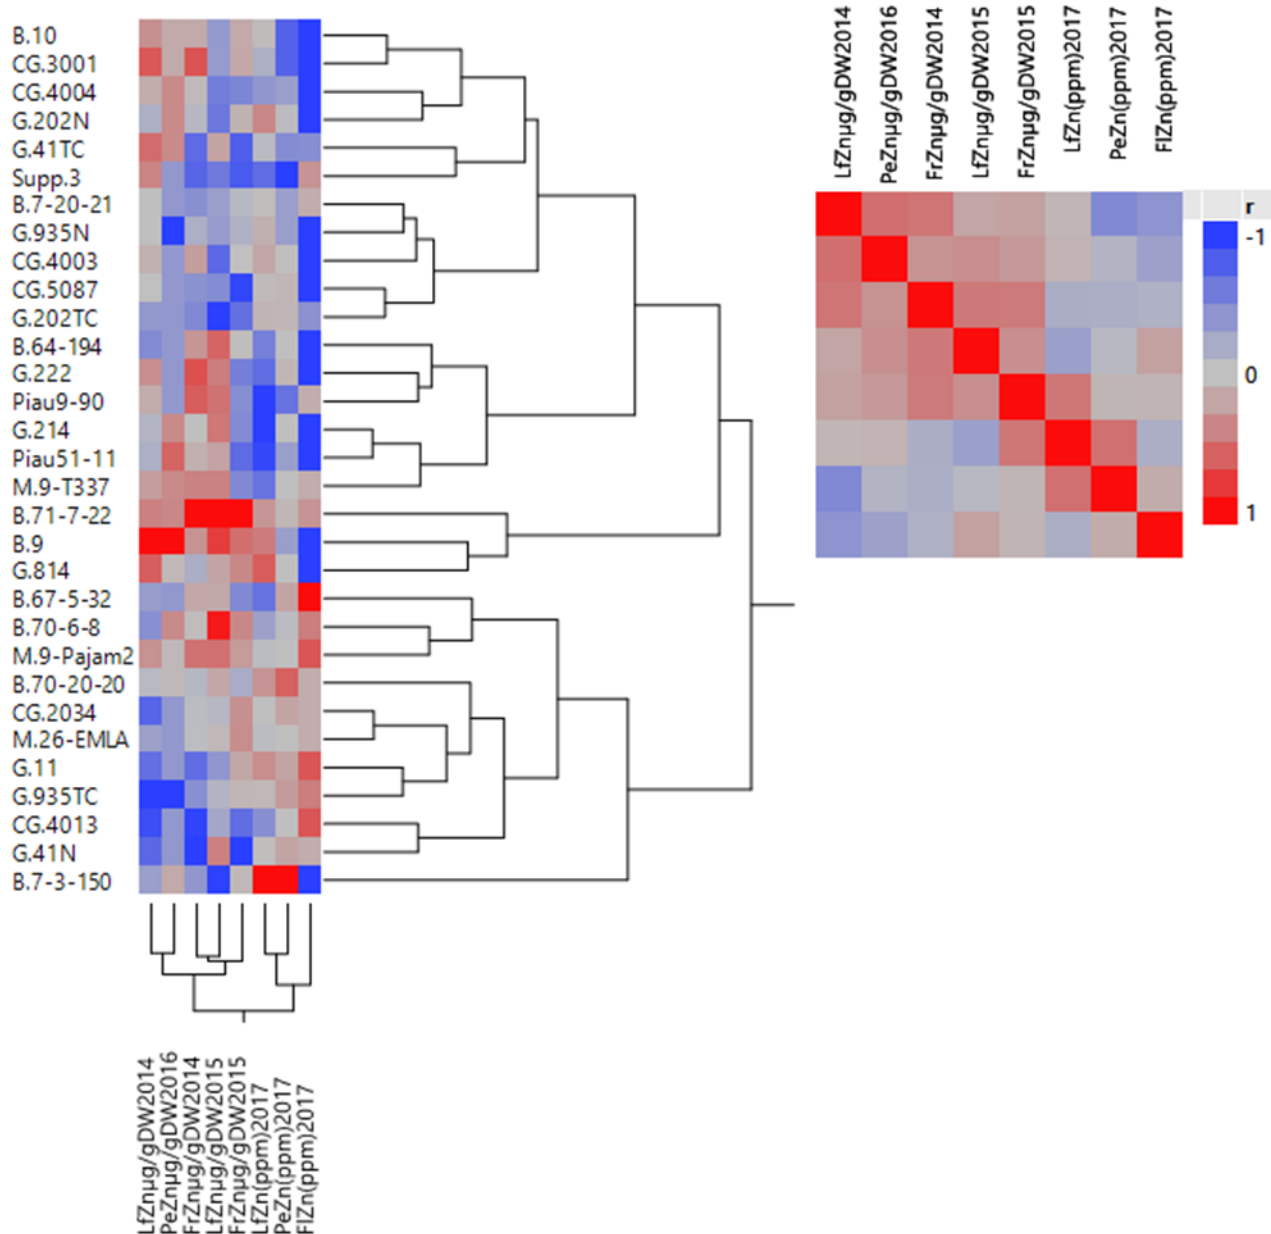 B.10
CG.3001
CG.4004
G.202N
G.41TC
Supp.3
B.7-20-21
G.935N
CG.4003
CG.5087
G.202TC
B.64-194
G.222
Piau9-90
G.214
Piau51-11
M.9-T337
B.71-7-22
B.9
G.814
B.67-5-32
B.70-6-8
M.9-Pajam2
B.70-20-20
CG.2034
M.26-EMLA
G.11
G.935TC
CG.4013
G.41N
B.7-3-150
LfZnµg/gDW2014
PeZnµg/gDW2016
FrZnµg/gDW2014
LfZnµg/gDW2015
FrZnµg/gDW2015
LfZn(ppm)2017
PeZn(ppm)2017
FlZn(ppm)2017
LfZnµg/gDW2014
PeZnµg/gDW2016
FrZnµg/gDW2014
LfZnµg/gDW2015
FrZnµg/gDW2015
LfZn(ppm)2017
PeZn(ppm)2017
FlZn(ppm)2017
r
-1
0
1